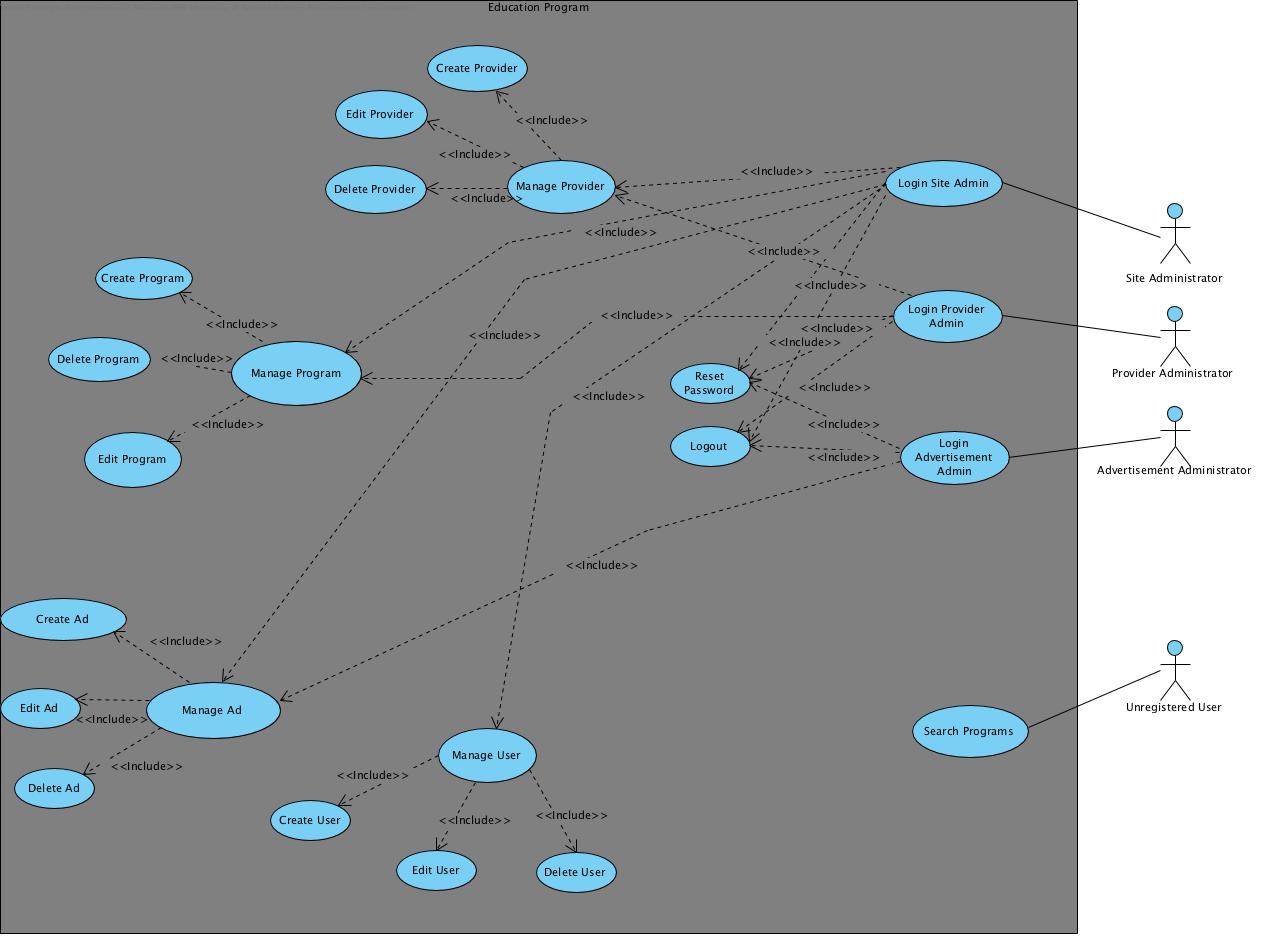 Education Program
Create Provider
Edit Provider
<<Include>>
<<Include>>
Delete Provider
Manage Provider
<<Include>>
<<Include>>
Login Site Admin
<<Include>>
<<Include>>
Site Administrator
Create Program
<<Include>>
<<Include>>
<<Include>>
Login Provider
Admin
<<Include>>
<<Include>>
<<Include>>
Delete Program
<<Include>>
Manage Program
Provider Administrator
Reset
Password
<<Include>>
<<Include>>
<<Include>>
<<Include>>
Edit Program
Logout
<<Include>>
Login
Advertisement
Admin
Advertisement Administrator
<<Include>>
Create Ad
<<Include>>
Edit Ad
<<Include>>
Manage Ad
Delete Ad
<<Include>>
Unregistered User
Search Programs
Manage User
<<Include>>
Create User
<<Include>>
<<Include>>
Edit User
Delete User